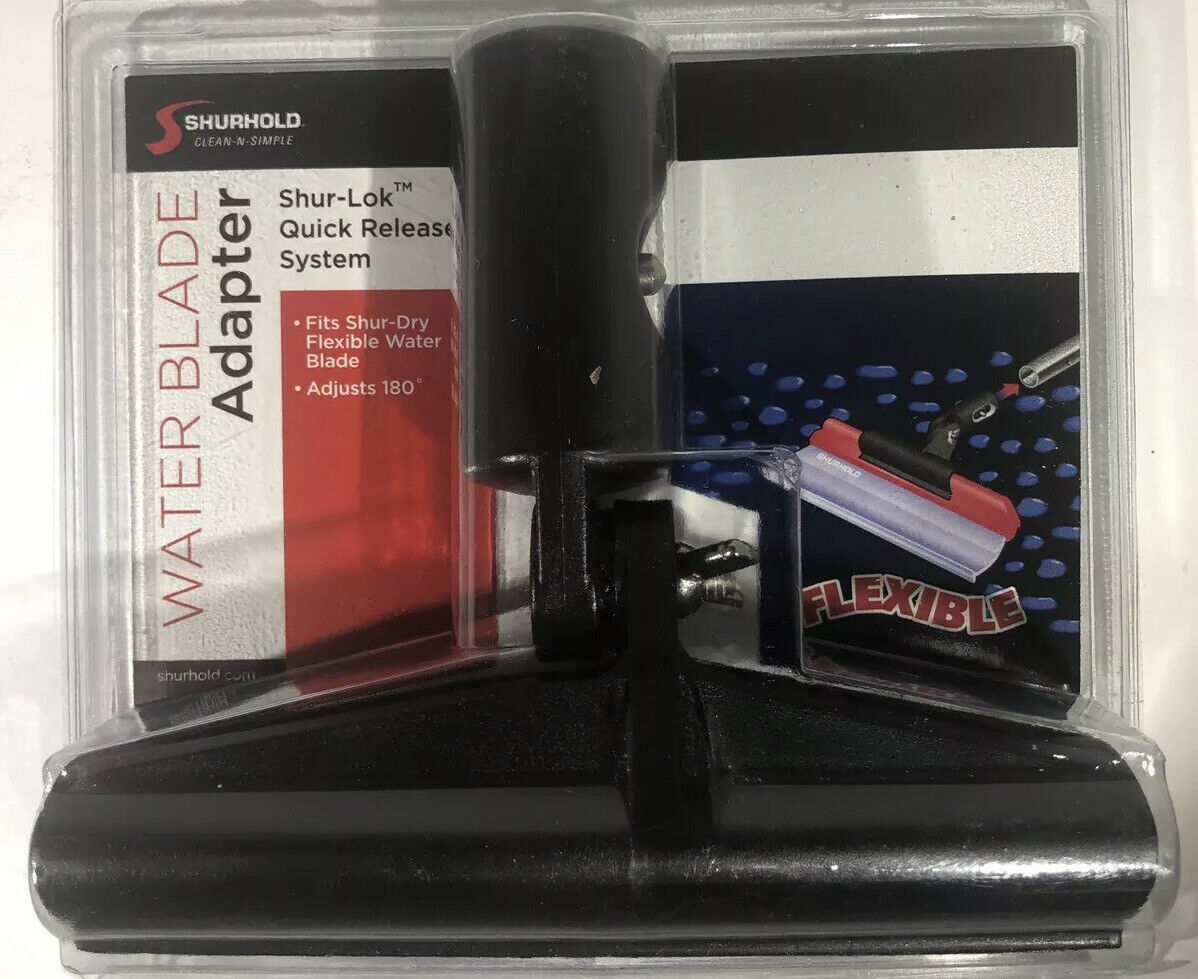 SHURHOLD
CLEAN-N-SIMPLE
WATER BLADE
Adapter
Shur-Lok™
Quick Release
System
• Fits Shur-Dry
Flexible Water
Blade
• Adjusts 180°
shurhold.com
SHURHOLD
FLEXIBLE